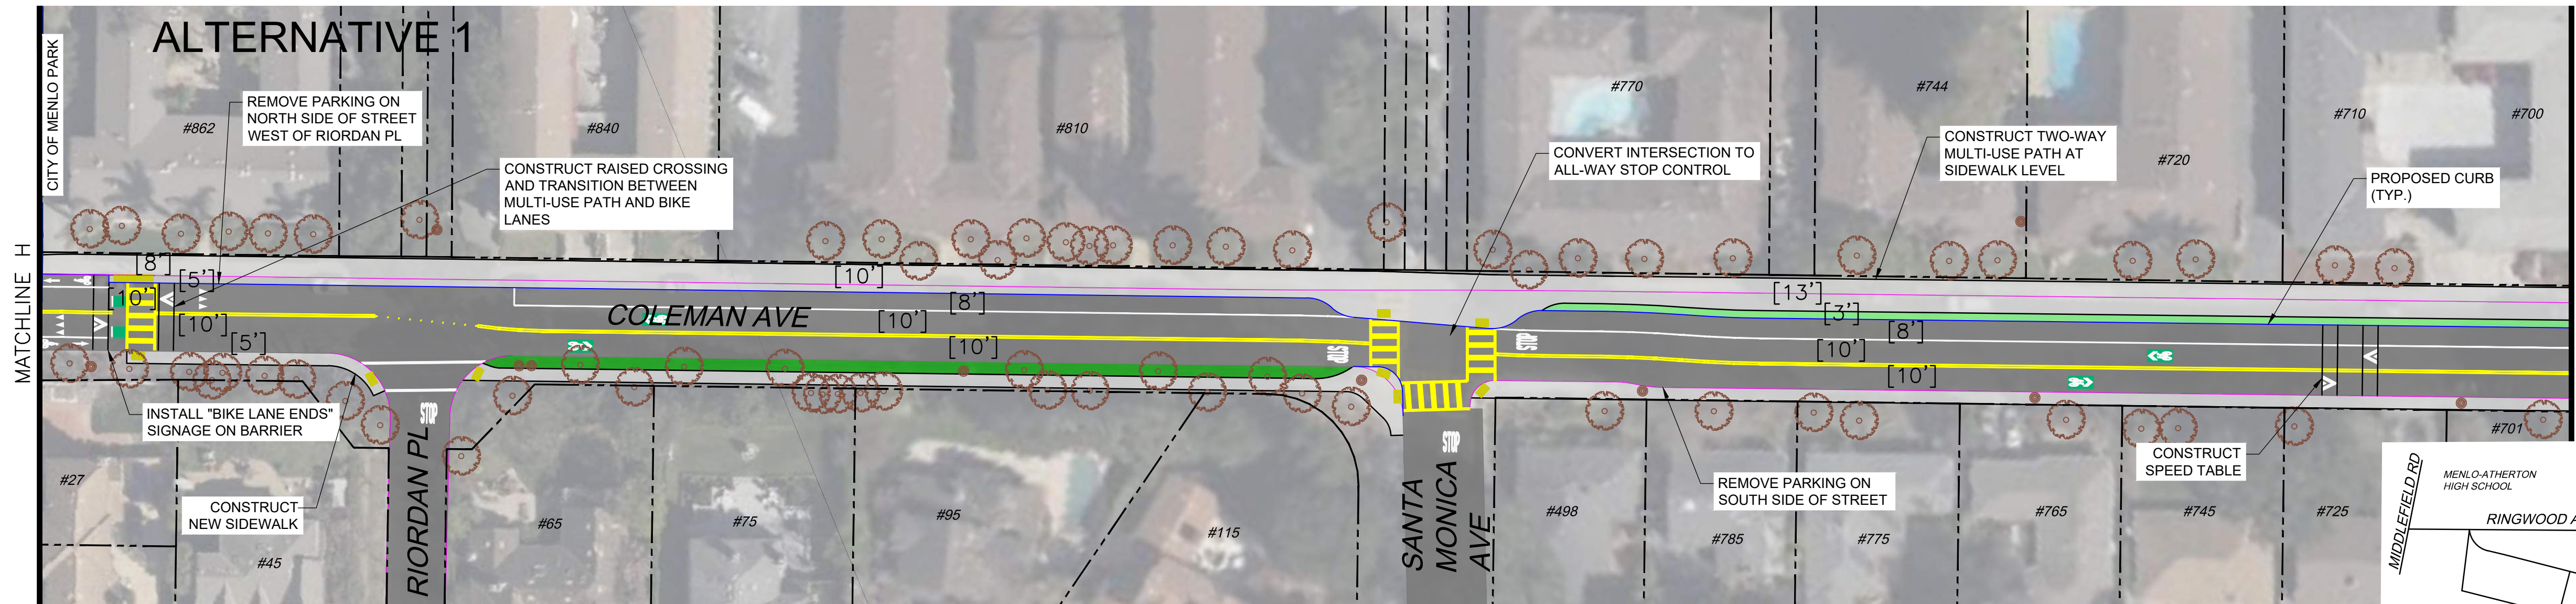 ALTERNATIVE 1
CITY OF MENLO PARK
MATCHLINE H
REMOVE PARKING ON
NORTH SIDE OF STREET
WEST OF RIORDAN PL
CONSTRUCT RAISED CROSSING
AND TRANSITION BETWEEN
MULTI-USE PATH AND BIKE
LANES
CONVERT INTERSECTION TO
ALL-WAY STOP CONTROL
CONSTRUCT TWO-WAY
MULTI-USE PATH AT
SIDEWALK LEVEL
PROPOSED CURB
(TYP.)
#862
#840
#810
#770
#744
#720
#710
#700
[8']
[5']
[10']
[10']
[5']
[10']
[8']
COLEMAN AVE
[10']
[10']
[13']
[3']
[8']
[10']
[10']
STOP
STOP
STOP
STOP
INSTALL "BIKE LANE ENDS"
SIGNAGE ON BARRIER
CONSTRUCT
NEW SIDEWALK
RIORDAN PL
SANTA
MONICA
AVE
REMOVE PARKING ON
SOUTH SIDE OF STREET
CONSTRUCT
SPEED TABLE
#27
#45
#65
#75
#95
#115
#498
#785
#775
#765
#745
#725
#701
MIDDLEFIELD RD
MENLO-ATHERTON
HIGH SCHOOL
RINGWOOD A